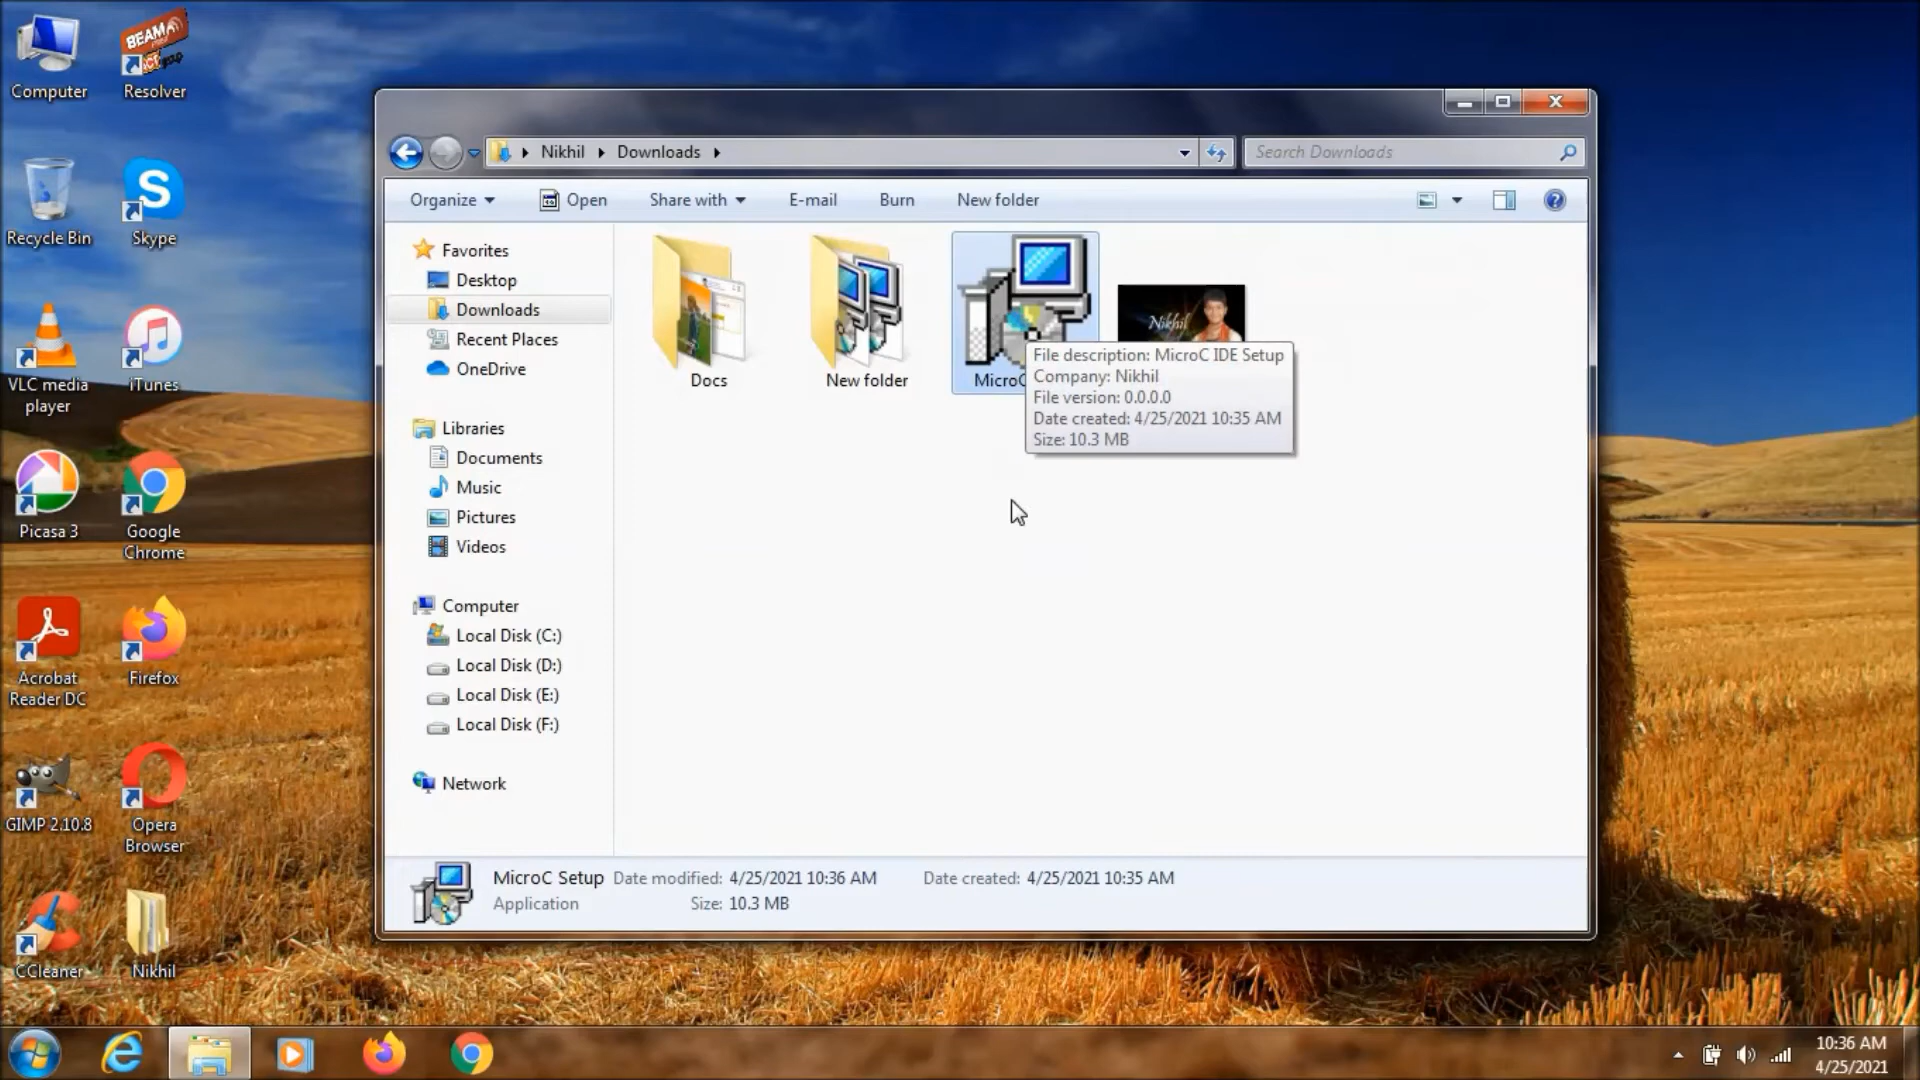 Computer
BEAMA
Resolver
Recycle Bin
Skype
VLC media
player
iTunes
Picasa 3
Google
Chrome
Acrobat
Reader DC
Firefox
GIMP 2.10.8
Opera
Browser
CCleaner
Nikhil
Nikhil
Downloads
Search Downloads
Organize
Open
Share with
E-mail
Burn
New folder
Favorites
Desktop
Downloads
Recent Places
OneDrive
Libraries
Documents
Music
Pictures
Videos
Computer
Local Disk (C:)
Local Disk (D:)
Local Disk (E:)
Local Disk (F:)
Network
Docs
New folder
MicroC
Nikhil
File description: MicroC IDE Setup
Company: Nikhil
File version: 0.0.0.0
Date created: 4/25/2021 10:35 AM
Size: 10.3 MB
MicroC Setup Date modified: 4/25/2021 10:36 AM Date created: 4/25/2021 10:35 AM
Application Size: 10.3 MB
10:36 AM
4/25/2021